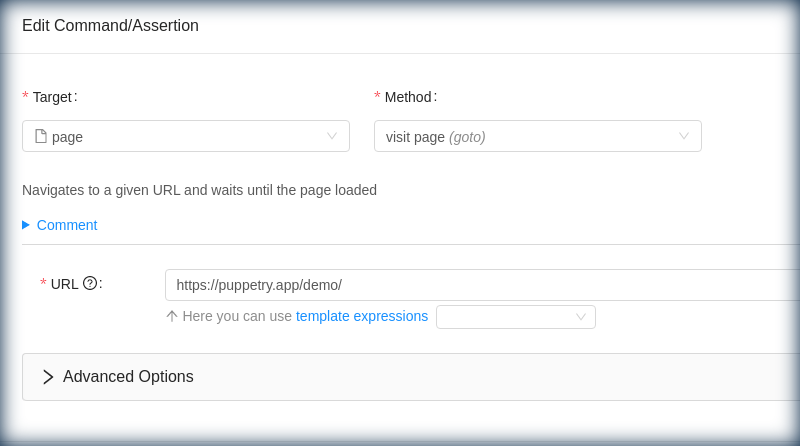 Edit Command/Assertion
* Target:
* Method:
page
visit page (goto)
Navigates to a given URL and waits until the page loaded
Comment
* URL ?:
https://puppetry.app/demo/
Here you can use template expressions
Advanced Options